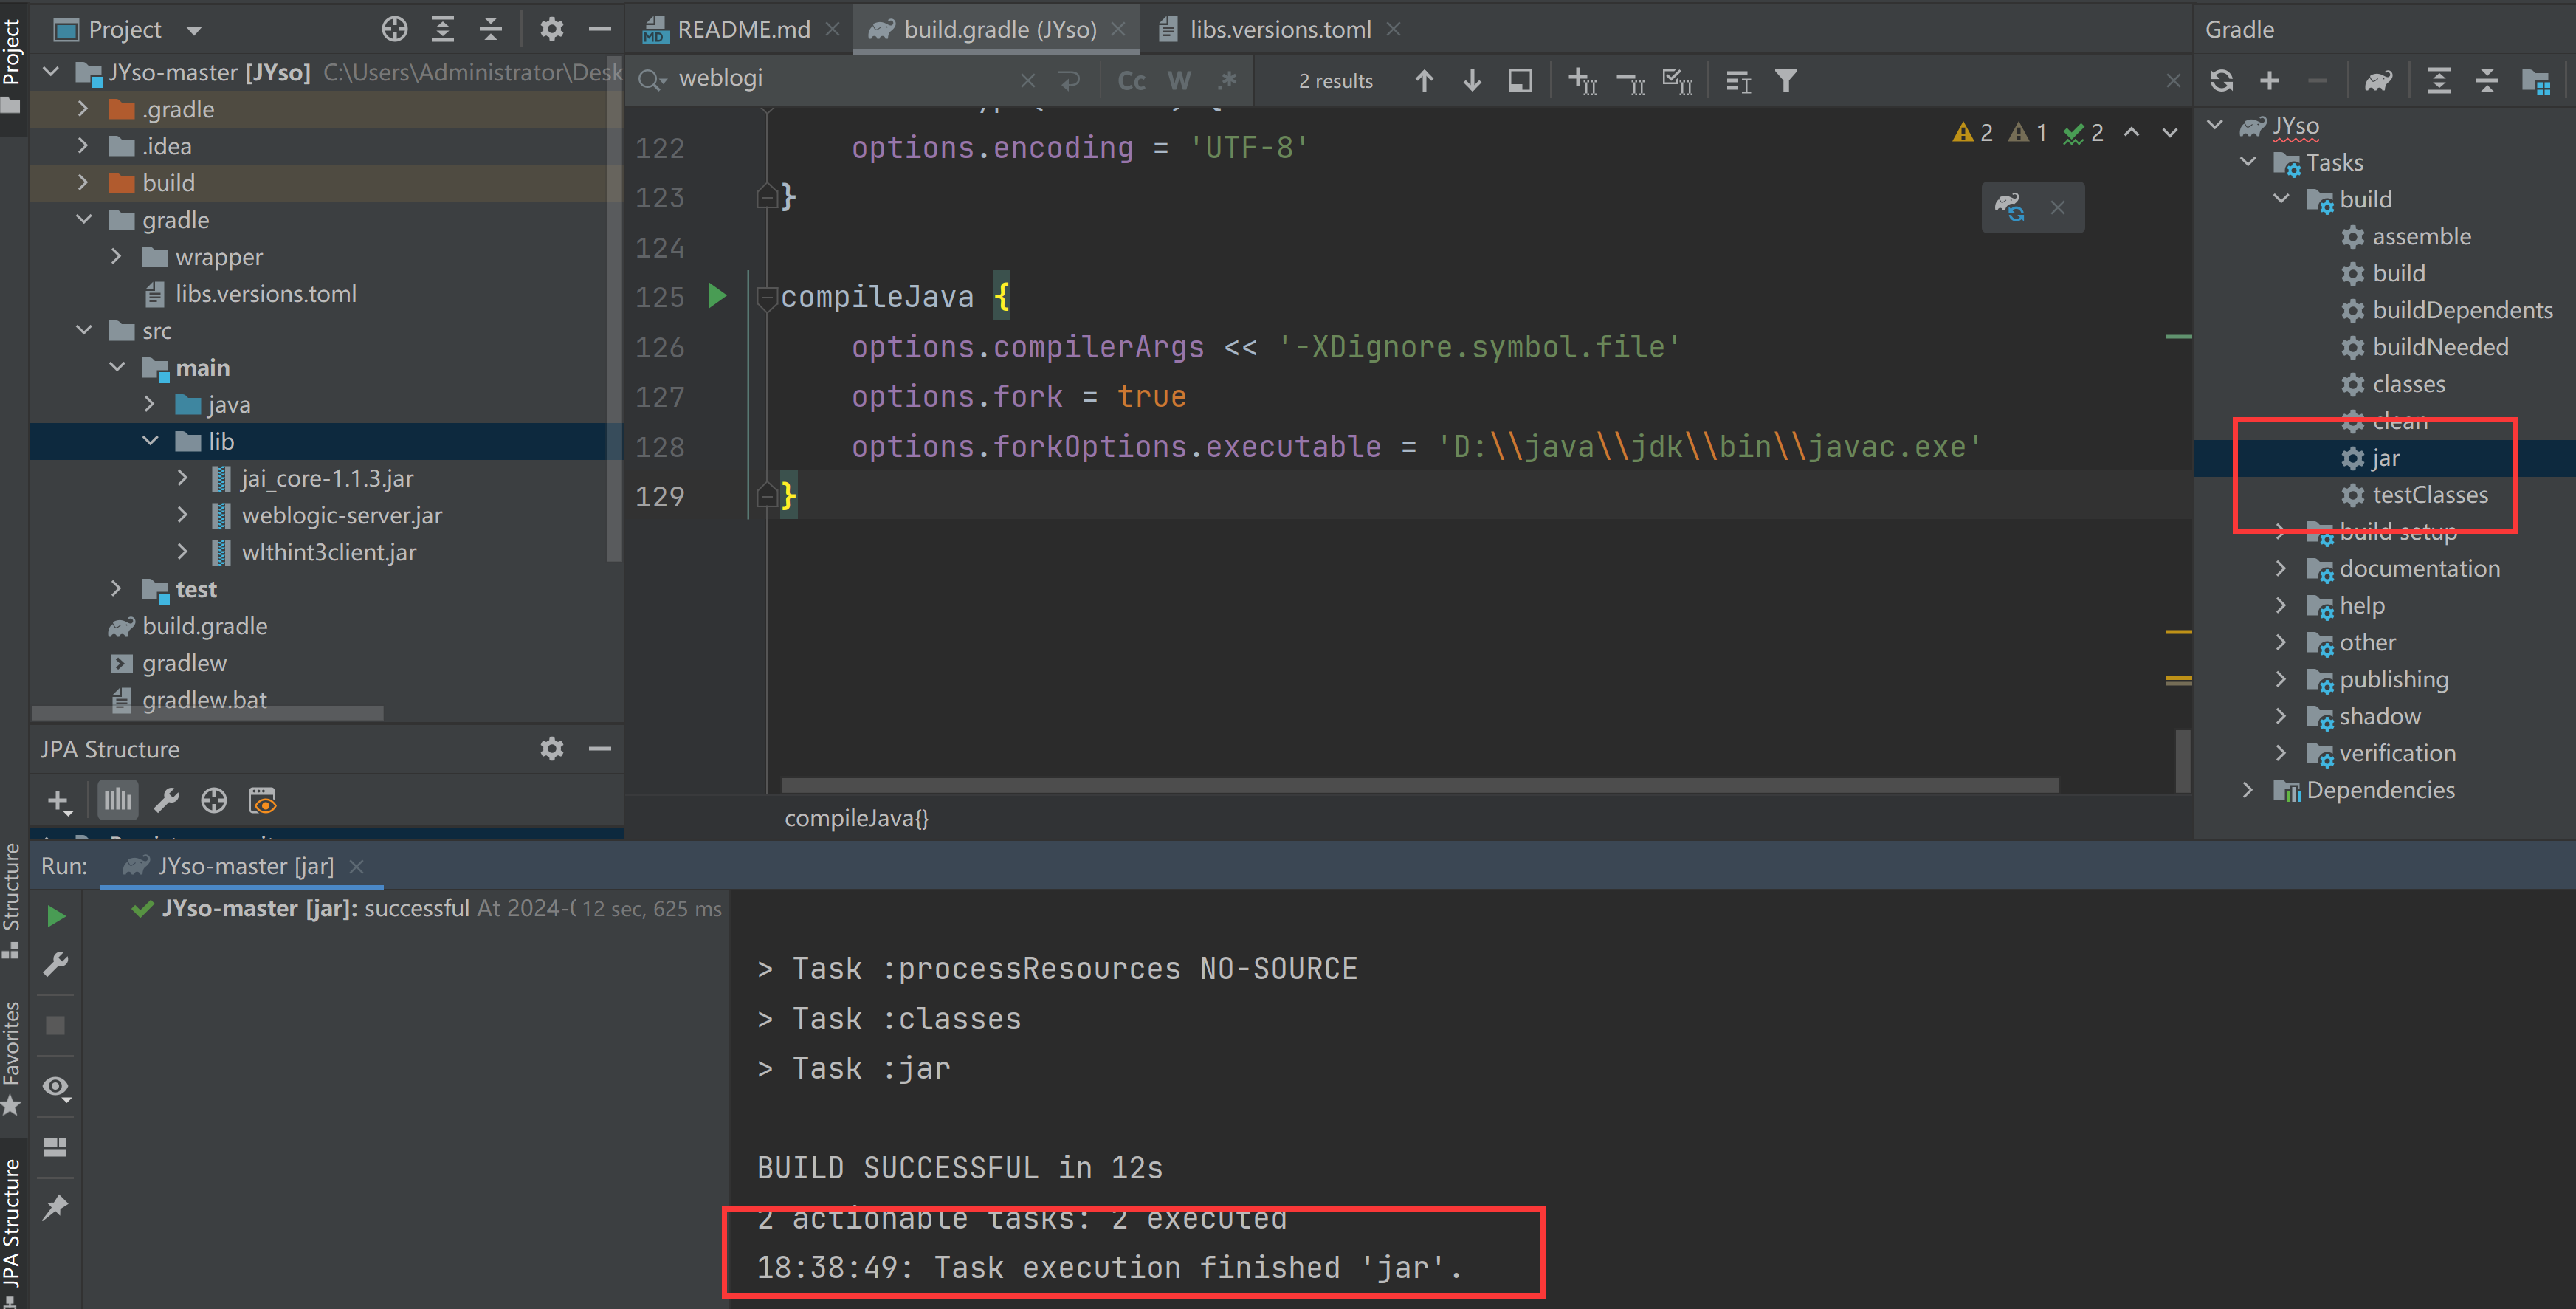 Project
README.md
build.gradle (JYso)
libs.versions.toml
Gradle
Project
JYso-master [JYso] C:\Users\Administrator\Desk
.gradle
.idea
build
gradle
wrapper
libs.versions.toml
src
main
java
lib
jai_core-1.1.3.jar
weblogic-server.jar
wlthint3client.jar
test
build.gradle
gradlew
gradlew.bat
weblogi
Cc W .*
2 results
2 1 2
122 options.encoding = 'UTF-8'
123 }
124
125 compileJava {
126 options.compilerArgs << '-XDignore.symbol.file'
127 options.fork = true
128 options.forkOptions.executable = 'D:\\java\\jdk\\bin\\javac.exe'
129 }
compileJava{}
JYso
Tasks
build
assemble
build
buildDependents
buildNeeded
classes
clean
jar
testClasses
build setup
documentation
help
other
publishing
shadow
verification
Dependencies
JPA Structure
Run: JYso-master [jar]
JYso-master [jar]: successful At 2024-( 12 sec, 625 ms
> Task :processResources NO-SOURCE
> Task :classes
> Task :jar
BUILD SUCCESSFUL in 12s
2 actionable tasks: 2 executed
18:38:49: Task execution finished 'jar'.
Structure
Favorites
JPA Structure